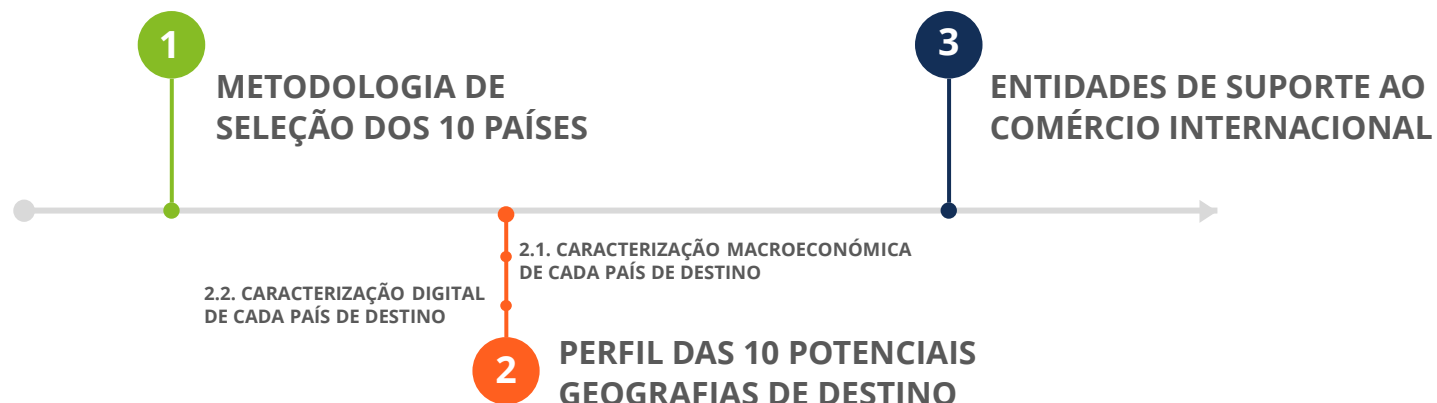 1
METODOLOGIA DE
SELEÇÃO DOS 10 PAÍSES
3
ENTIDADES DE SUPORTE AO
COMÉRCIO INTERNACIONAL
2.1. CARACTERIZAÇÃO MACROECONÓMICA
DE CADA PAÍS DE DESTINO
2.2. CARACTERIZAÇÃO DIGITAL
DE CADA PAÍS DE DESTINO
2
PERFIL DAS 10 POTENCIAIS
GEOGRAFIAS DE DESTINO